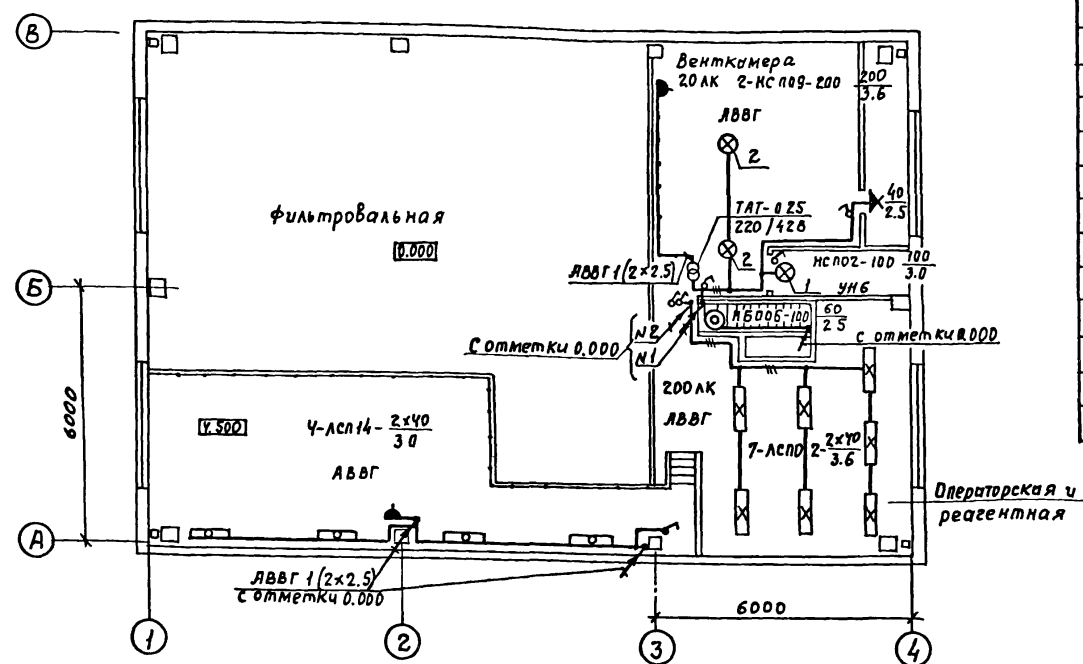 В
Венткамера
20 ЛК 2-НСП09-200 200/3.6
АВВГ
2
40/2.5
Фильтровальная
0.000
ТАТ-0.25
220/42В
2
НСП02-100 100/3.0
АВВГ 1(2×2.5)
1
Б
УН6
60/2.5
С отметки 0.000
N2
N1
С отметки 0.000
200 ЛК
АВВГ
6000
4.500
4-ЛСП14- 2×40/3.0
АВВГ
7-ЛСП02- 2×40/3.6
Операторская и
реагентная
А
АВВГ 1(2×2.5)
С отметки 0.000
6000
1
2
3
4